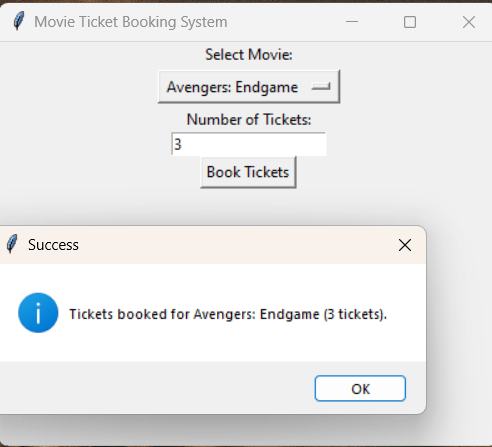 Movie Ticket Booking System
Select Movie:
Avengers: Endgame
Number of Tickets:
3
Book Tickets
Success
Tickets booked for Avengers: Endgame (3 tickets).
OK